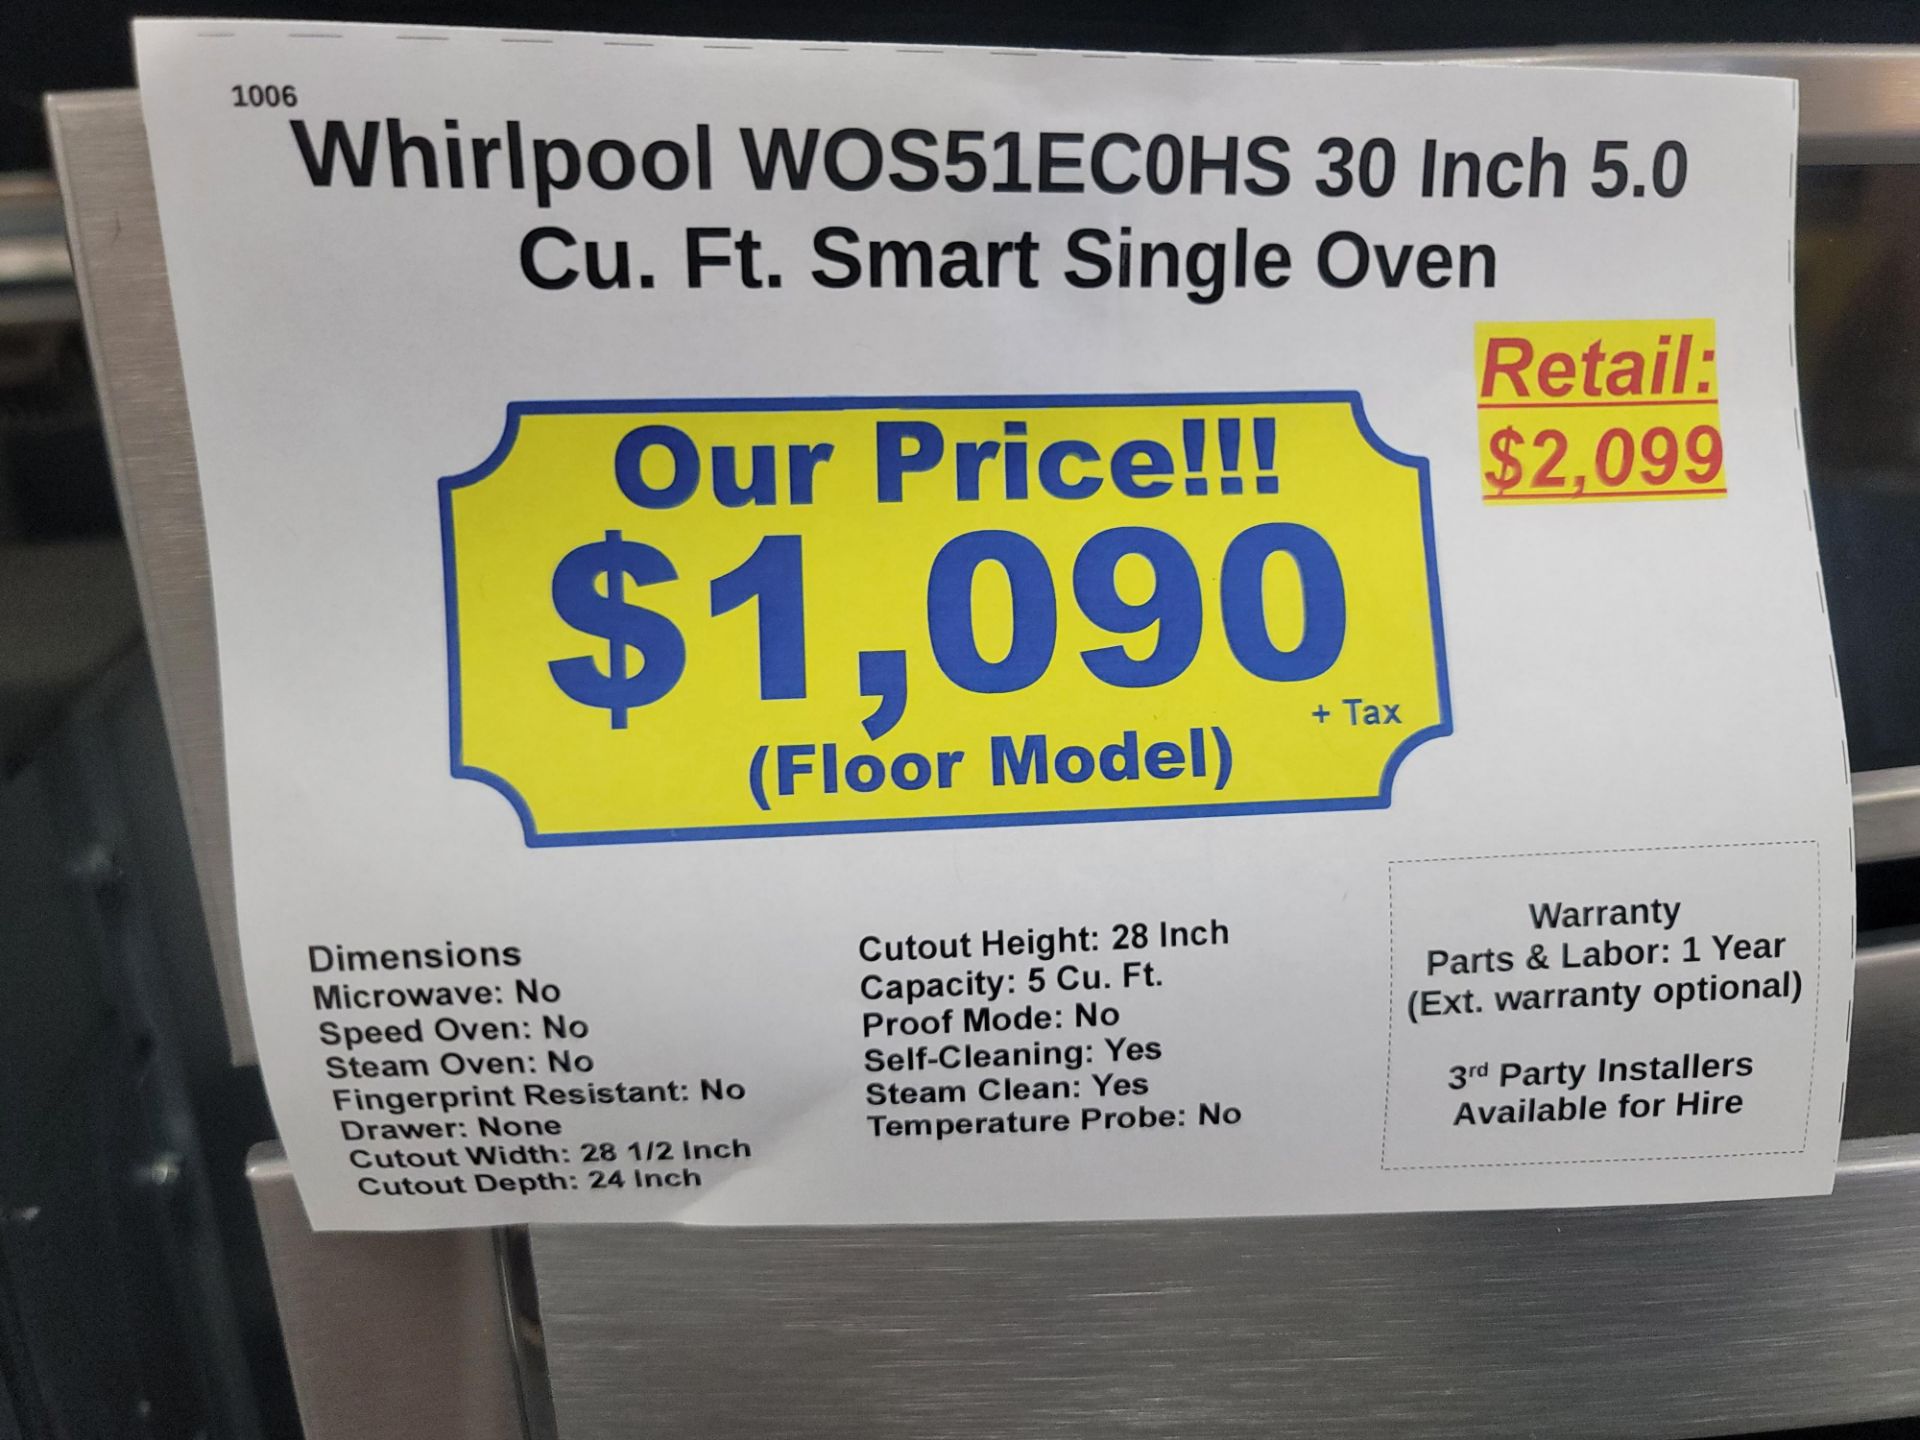 1006
Whirlpool WOS51EC0HS 30 Inch 5.0
Cu. Ft. Smart Single Oven
Retail:
$2,099
Our Price!!!
$1,090
+ Tax
(Floor Model)
Dimensions
Microwave: No
Speed Oven: No
Steam Oven: No
Fingerprint Resistant: No
Drawer: None
Cutout Width: 28 1/2 Inch
Cutout Depth: 24 Inch
Cutout Height: 28 Inch
Capacity: 5 Cu. Ft.
Proof Mode: No
Self-Cleaning: Yes
Steam Clean: Yes
Temperature Probe: No
Warranty
Parts & Labor: 1 Year
(Ext. warranty optional)
3rd Party Installers
Available for Hire